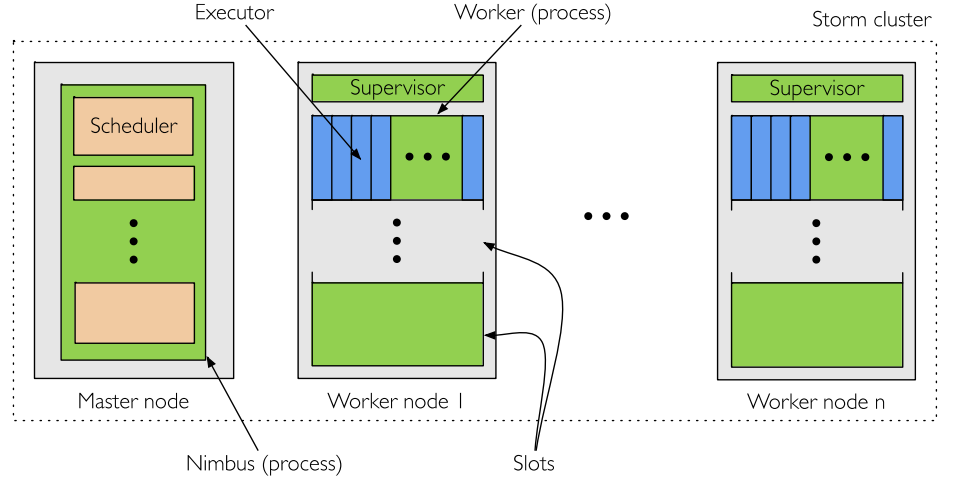 Executor
Worker (process)
Storm cluster
Supervisor
Supervisor
Scheduler
Master node
Worker node 1
Worker node n
Nimbus (process)
Slots